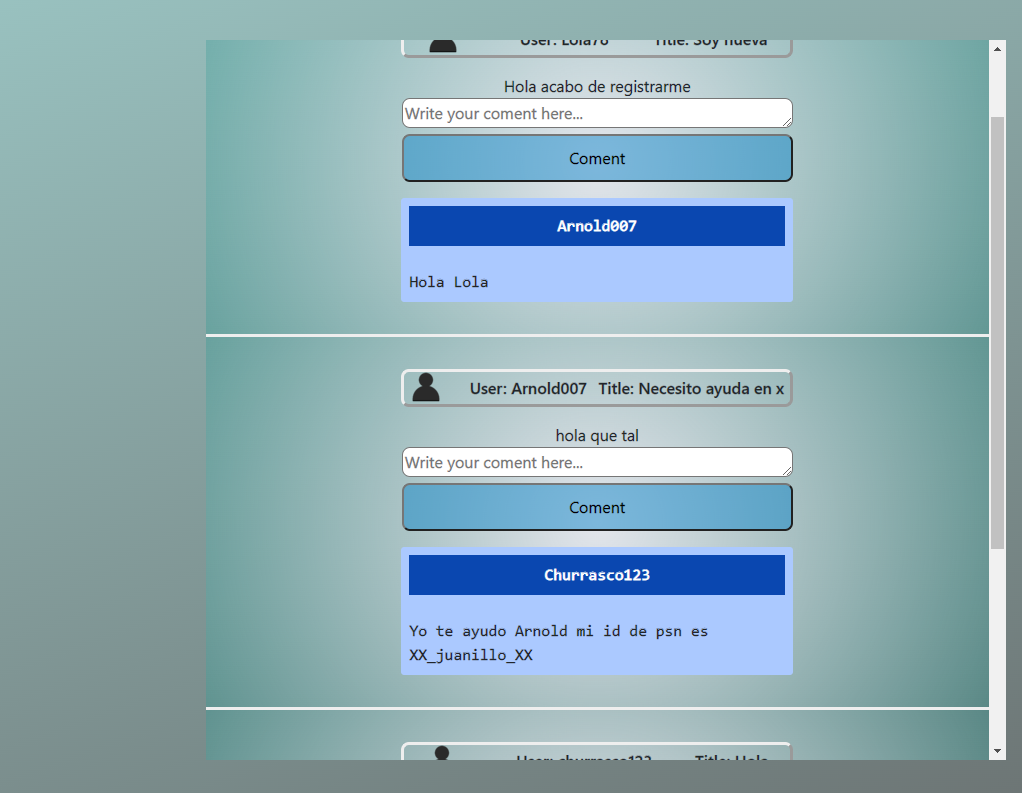 User: Lola78 Title: Soy nueva
Hola acabo de registrarme
Write your coment here...
Coment
Arnold007
Hola Lola
User: Arnold007 Title: Necesito ayuda en x
hola que tal
Write your coment here...
Coment
Churrasco123
Yo te ayudo Arnold mi id de psn es
XX_juanillo_XX
User: churrasco123 Title: Hola